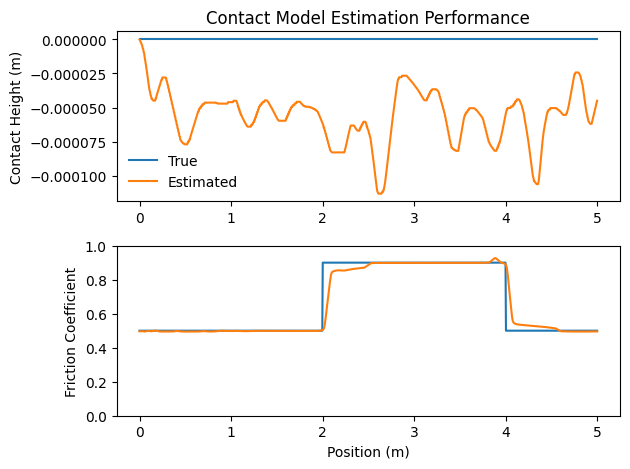 Contact Model Estimation Performance
Contact Height (m)
0.000000
−0.000025
−0.000050
−0.000075
−0.000100
True
Estimated
0 1 2 3 4 5
Friction Coefficient
1.0
0.8
0.6
0.4
0.2
0.0
0 1 2 3 4 5
Position (m)